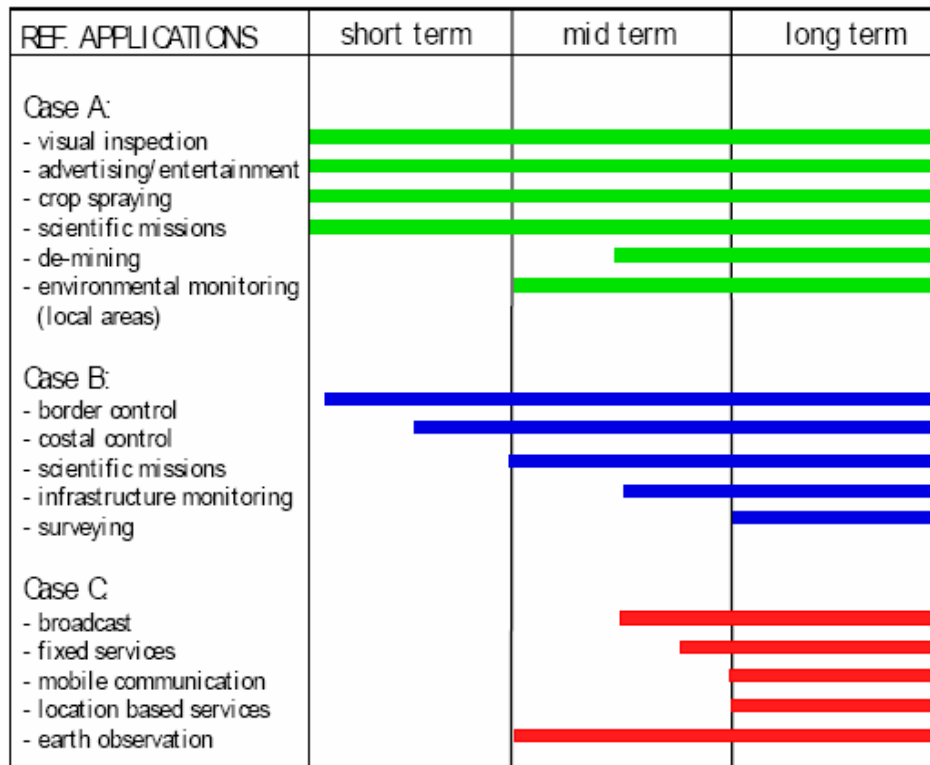 REF. APPLICATIONS short term mid term long term
Case A:
- visual inspection
- advertising/entertainment
- crop spraying
- scientific missions
- de-mining
- environmental monitoring
(local areas)
Case B:
- border control
- costal control
- scientific missions
- infrastructure monitoring
- surveying
Case C
- broadcast
- fixed services
- mobile communication
- location based services
- earth observation